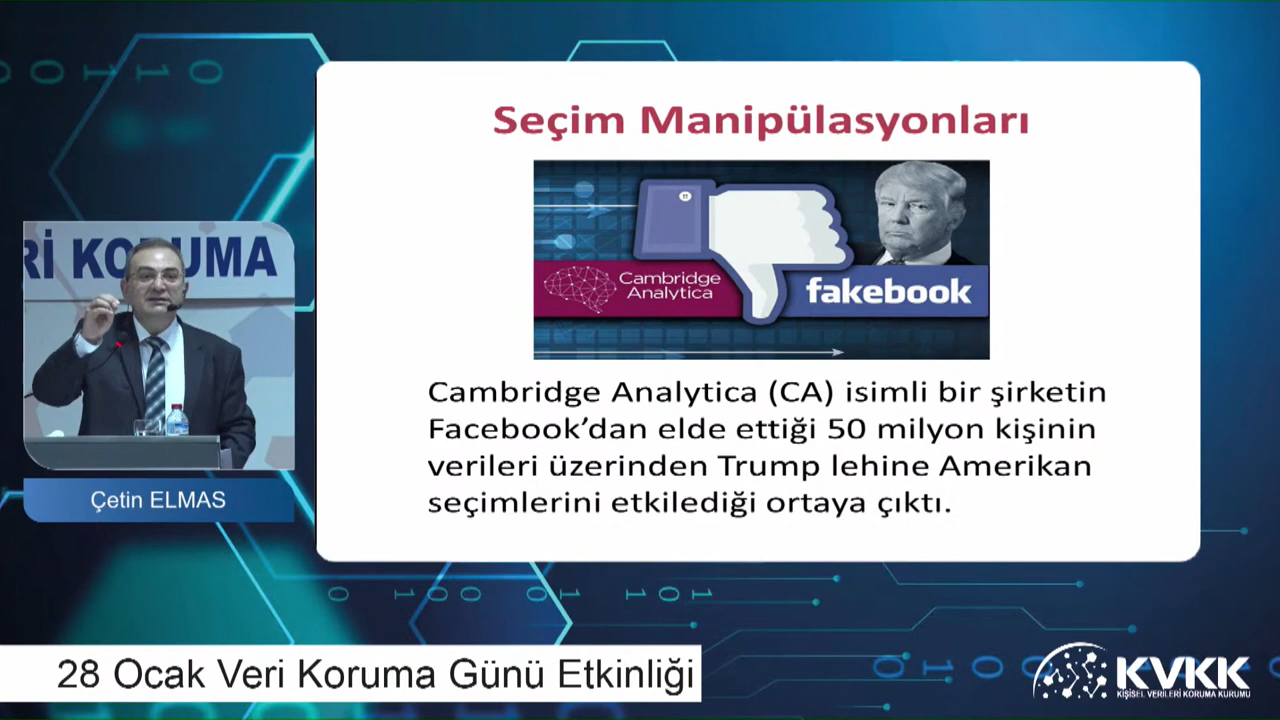 Seçim Manipülasyonları
Cambridge
Analytica
fakebook
Cambridge Analytica (CA) isimli bir şirketin
Facebook’dan elde ettiği 50 milyon kişinin
verileri üzerinden Trump lehine Amerikan
seçimlerini etkilediği ortaya çıktı.
Rİ KORUMA
Çetin ELMAS
28 Ocak Veri Koruma Günü Etkinliği
KVKK
KİŞİSEL VERİLERİ KORUMA KURUMU